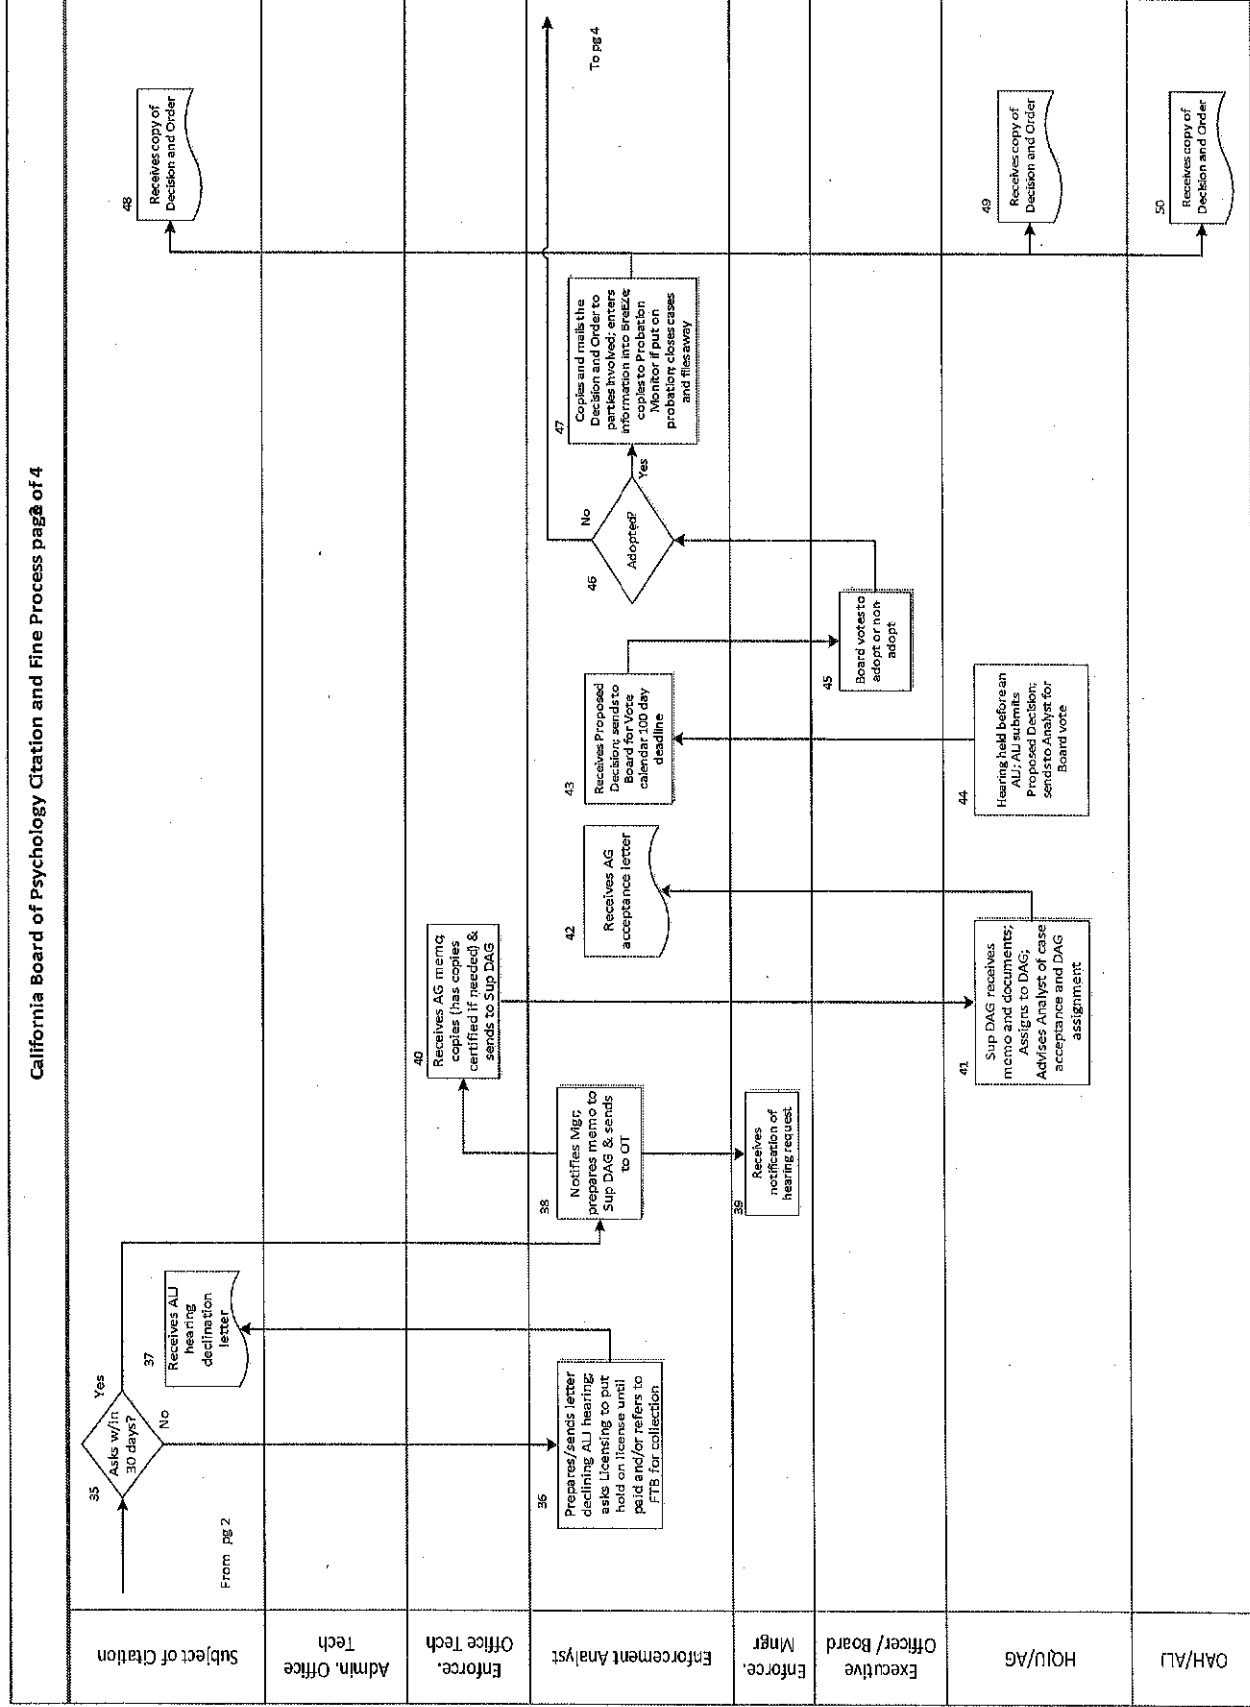 California Board of Psychology Citation and Fine Process page 3 of 4
Subject of Citation
From pg 2
35
Asks w/in
30 days?
Yes
No
37
Receives ALJ
hearing
declination
letter
48
Receives copy of
Decision and Order
Admin. Office
Tech
Enforce.
Office Tech
40
Receives AG memo;
copies (has copies
certified if needed) &
sends to Sup DAG
Enforcement Analyst
36
Prepares/sends letter
declining ALJ hearing;
asks Licensing to put
hold on license until
paid and/or refers to
FTB for collection
38
Notifies Mgr;
prepares memo to
Sup DAG & sends
to OT
42
Receives AG
acceptance letter
43
Receives Proposed
Decision; sends to
Board for Vote
calendar 100 day
deadline
46
Adopted?
No
Yes
47
Copies and mails the
Decision and Order to
parties involved; enters
information into BreEZe;
copies to Probation
Monitor if put on
probation; closes cases
and files away
To pg 4
Enforce.
Mngr
39
Receives
notification of
hearing request
Executive
Officer/ Board
45
Board votes to
adopt or non
adopt
HQIU/AG
41
Sup DAG receives
memo and documents;
Assigns to DAG;
Advises Analyst of case
acceptance and DAG
assignment
44
Hearing held before an
ALJ; ALJ submits
Proposed Decision;
sends to Analyst for
Board vote
49
Receives copy of
Decision and Order
OAH/ALJ
50
Receives copy of
Decision and Order